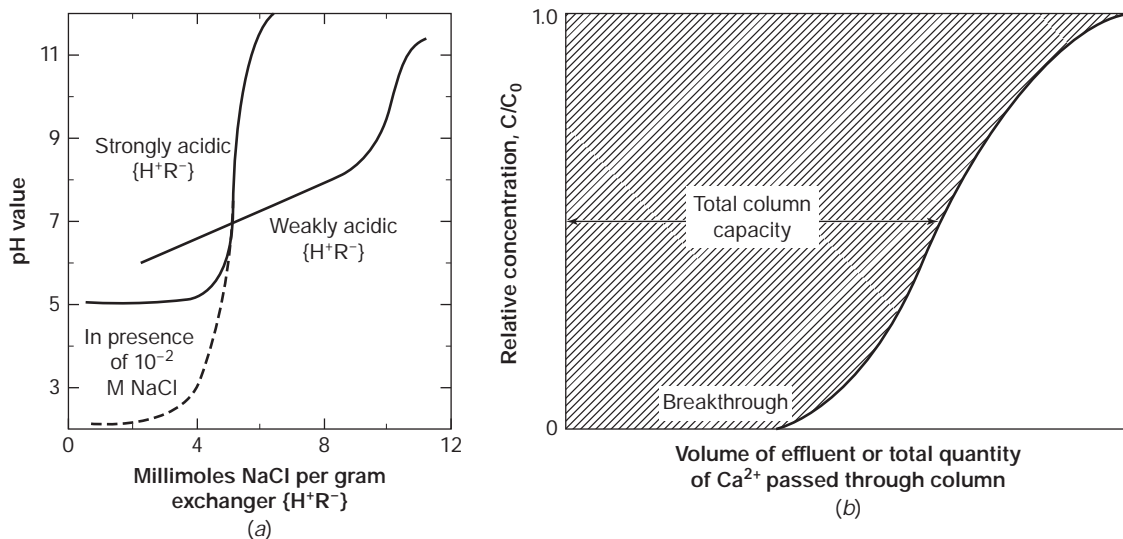 11
9
7
5
3
pH value
Strongly acidic
{H⁺R⁻}
Weakly acidic
{H⁺R⁻}
In presence
of 10⁻²
M NaCl
0
4
8
12
Millimoles NaCl per gram
exchanger {H⁺R⁻}
(a)
1.0
0
Relative concentration, C/C₀
Total column
capacity
Breakthrough
Volume of effluent or total quantity
of Ca²⁺ passed through column
(b)